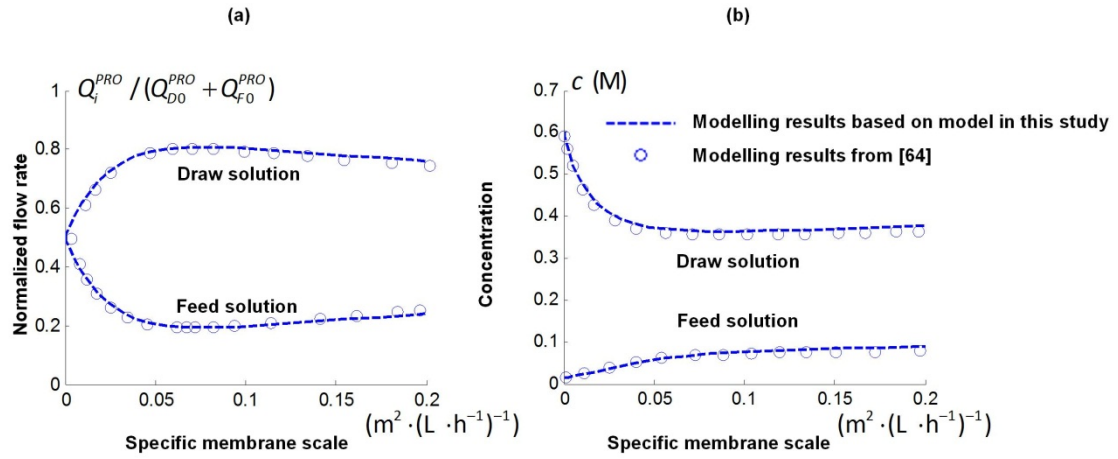 (a)
Q_i^{PRO} / (Q_{D0}^{PRO} + Q_{F0}^{PRO})
Normalized flow rate
1
0.8
0.6
0.4
0.2
0
Draw solution
Feed solution
0 0.05 0.1 0.15 0.2
(m² · (L · h⁻¹)⁻¹)
Specific membrane scale
(b)
c (M)
Concentration
0.7
0.6
0.5
0.4
0.3
0.2
0.1
0
Modelling results based on model in this study
Modelling results from [64]
Draw solution
Feed solution
0 0.05 0.1 0.15 0.2
(m² · (L · h⁻¹)⁻¹)
Specific membrane scale